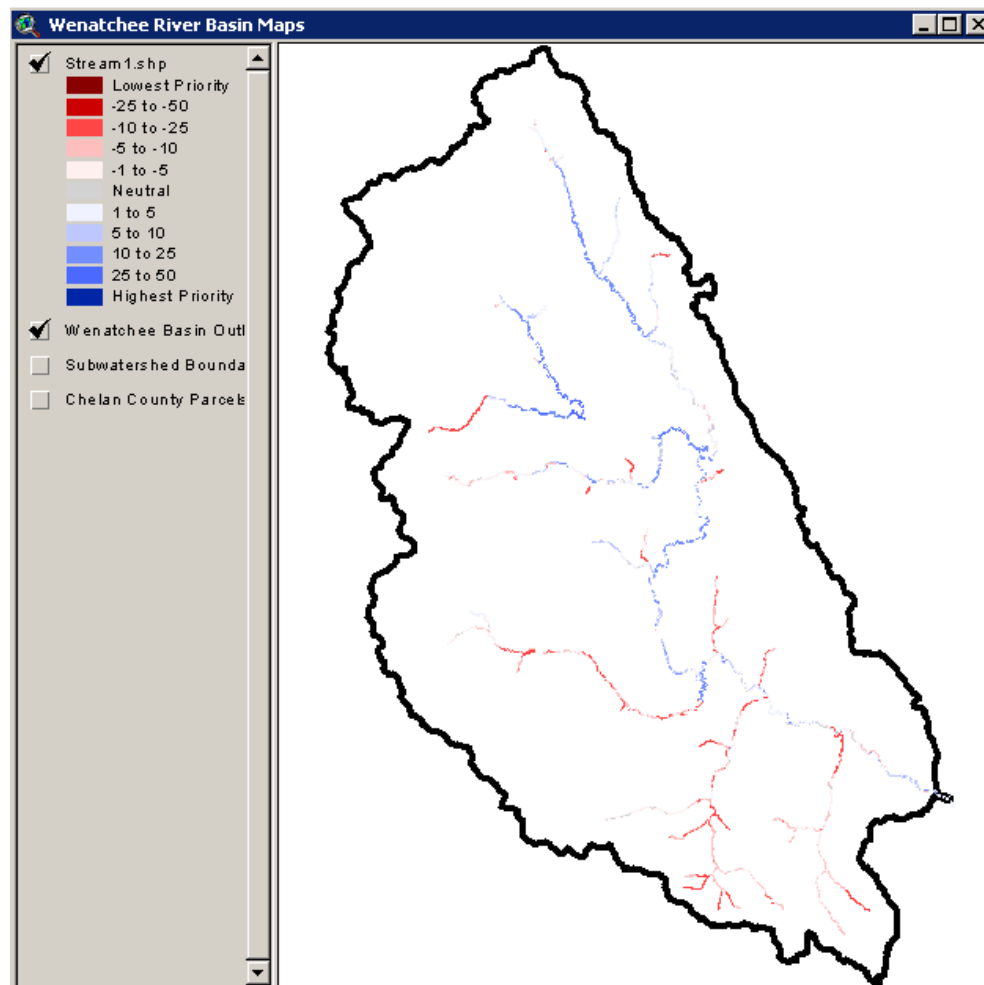 Wenatchee River Basin Maps
Stream1.shp
Lowest Priority
-25 to -50
-10 to -25
-5 to -10
-1 to -5
Neutral
1 to 5
5 to 10
10 to 25
25 to 50
Highest Priority
Wenatchee Basin Outl
Subwatershed Bounda
Chelan County Parcels